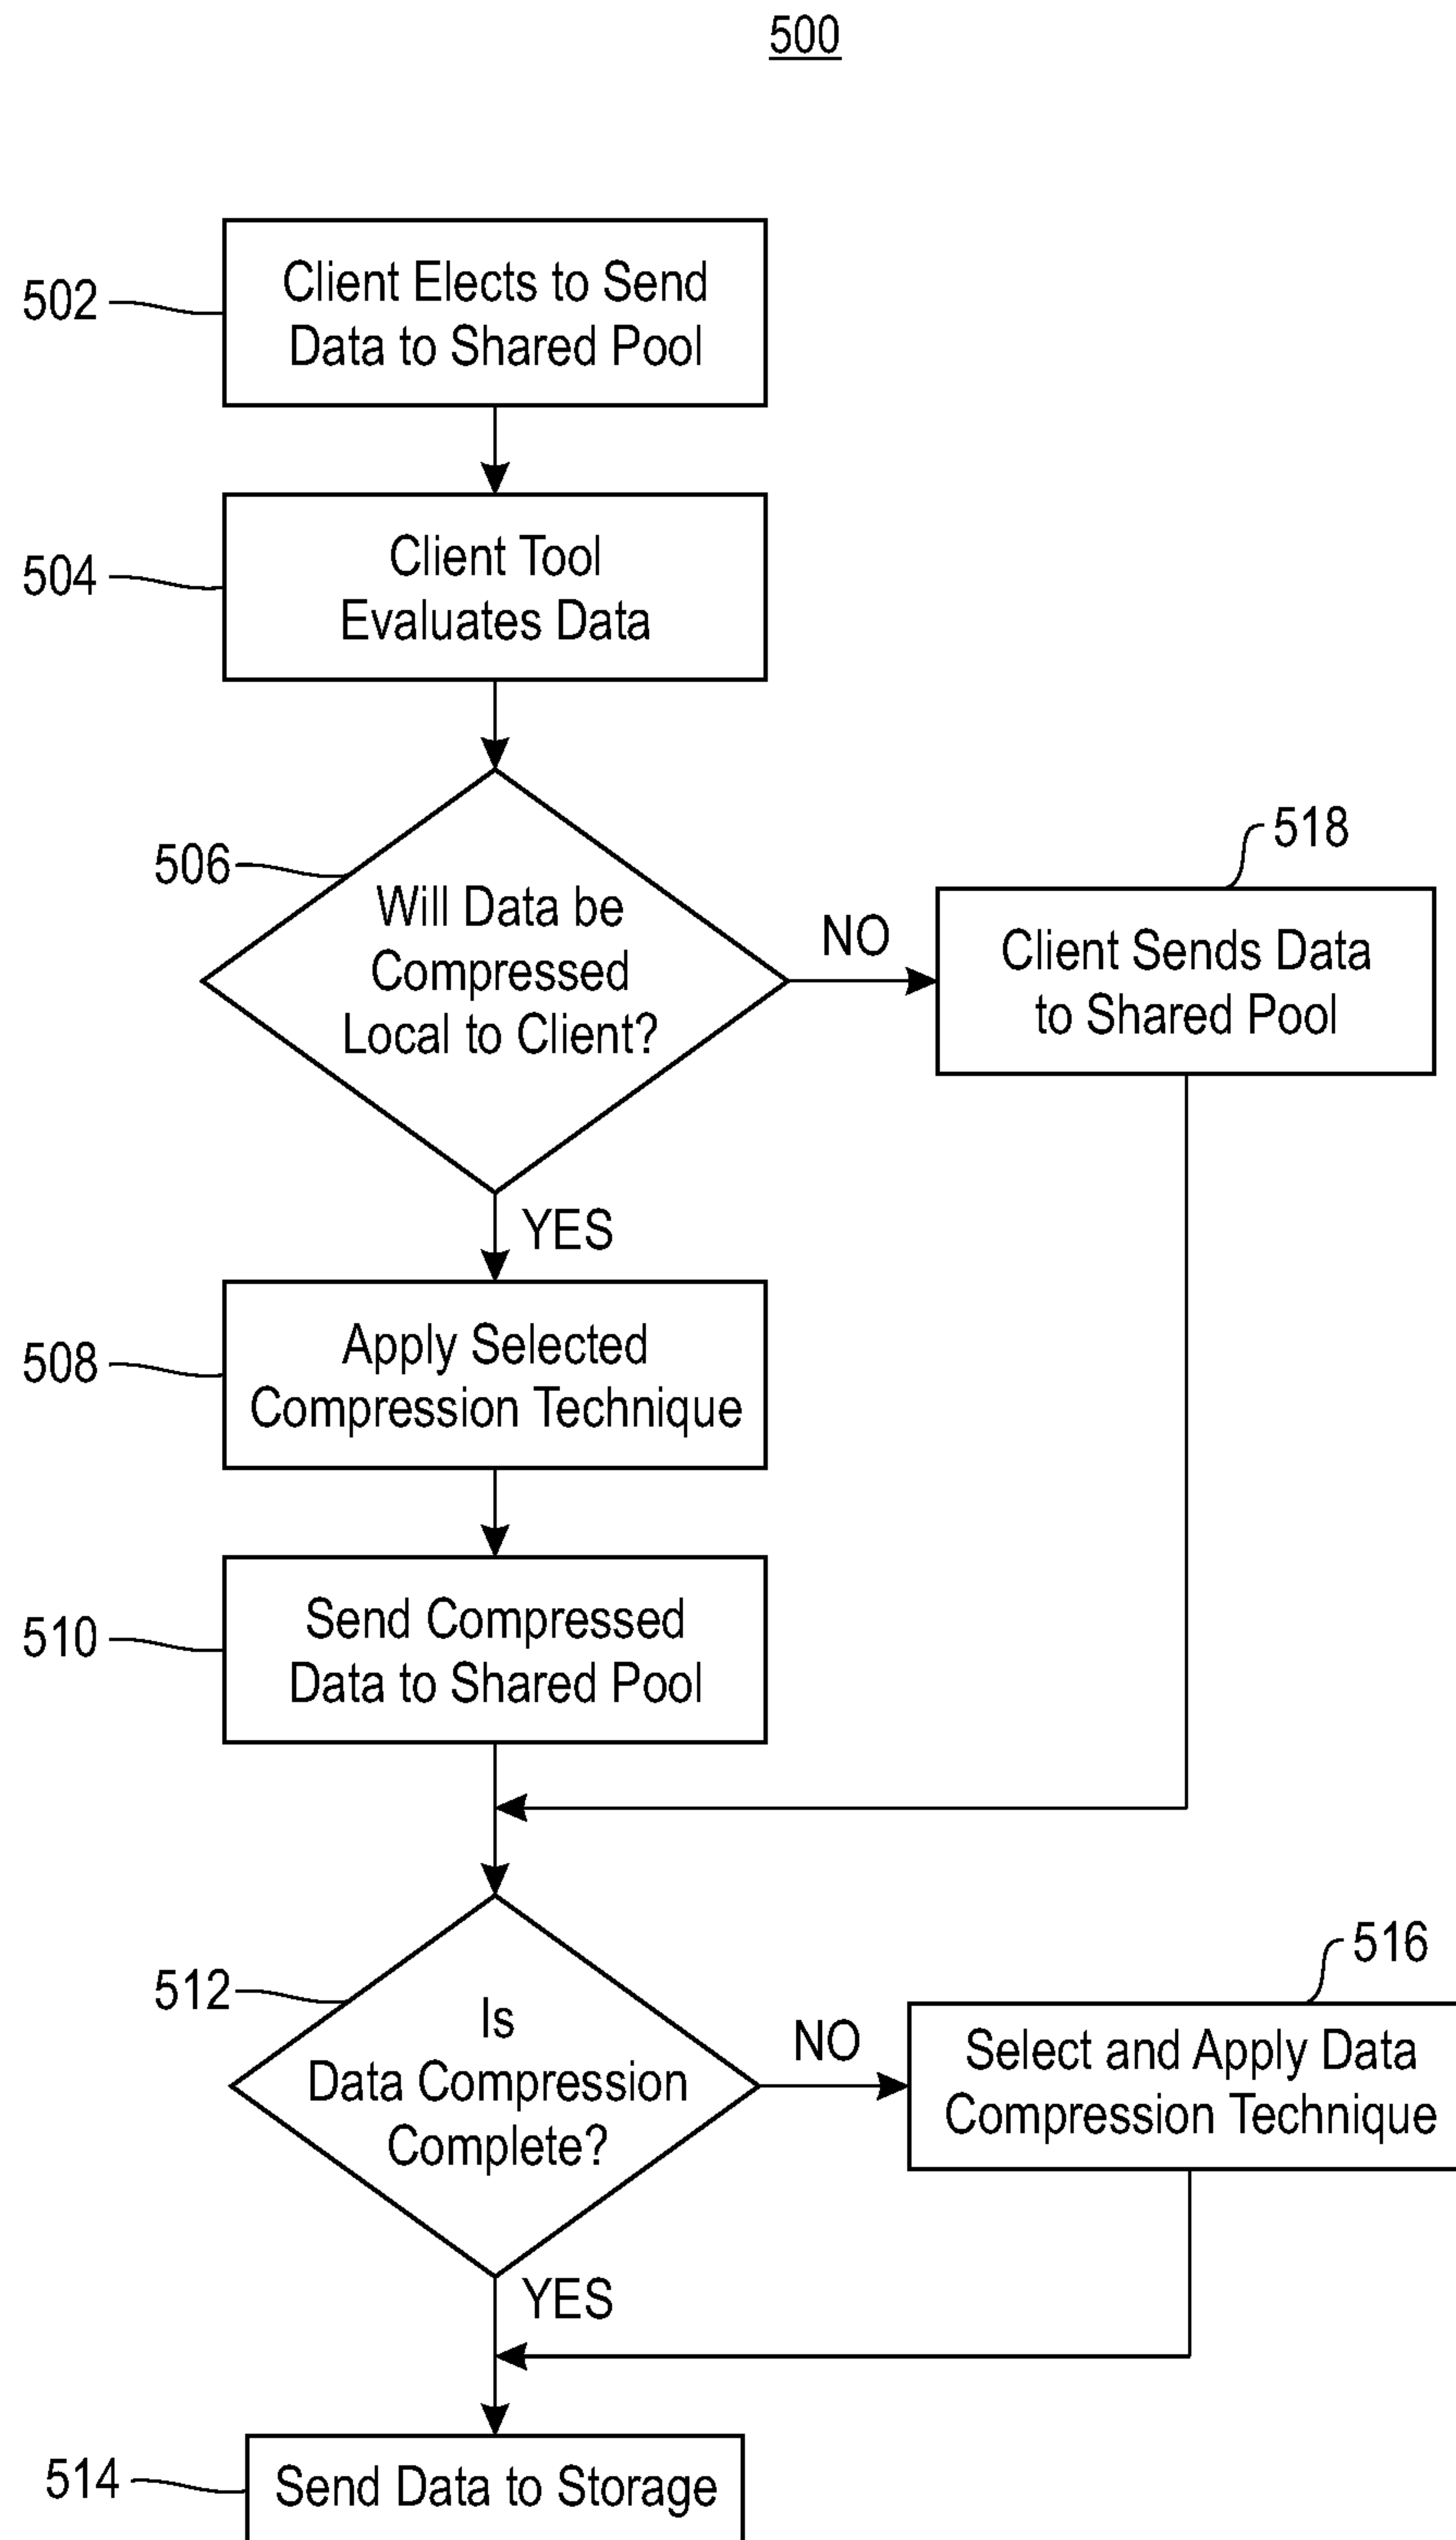 500
502
Client Elects to Send
Data to Shared Pool
504
Client Tool
Evaluates Data
506
Will Data be
Compressed
Local to Client?
NO
518
Client Sends Data
to Shared Pool
YES
508
Apply Selected
Compression Technique
510
Send Compressed
Data to Shared Pool
512
Is
Data Compression
Complete?
NO
516
Select and Apply Data
Compression Technique
YES
514
Send Data to Storage